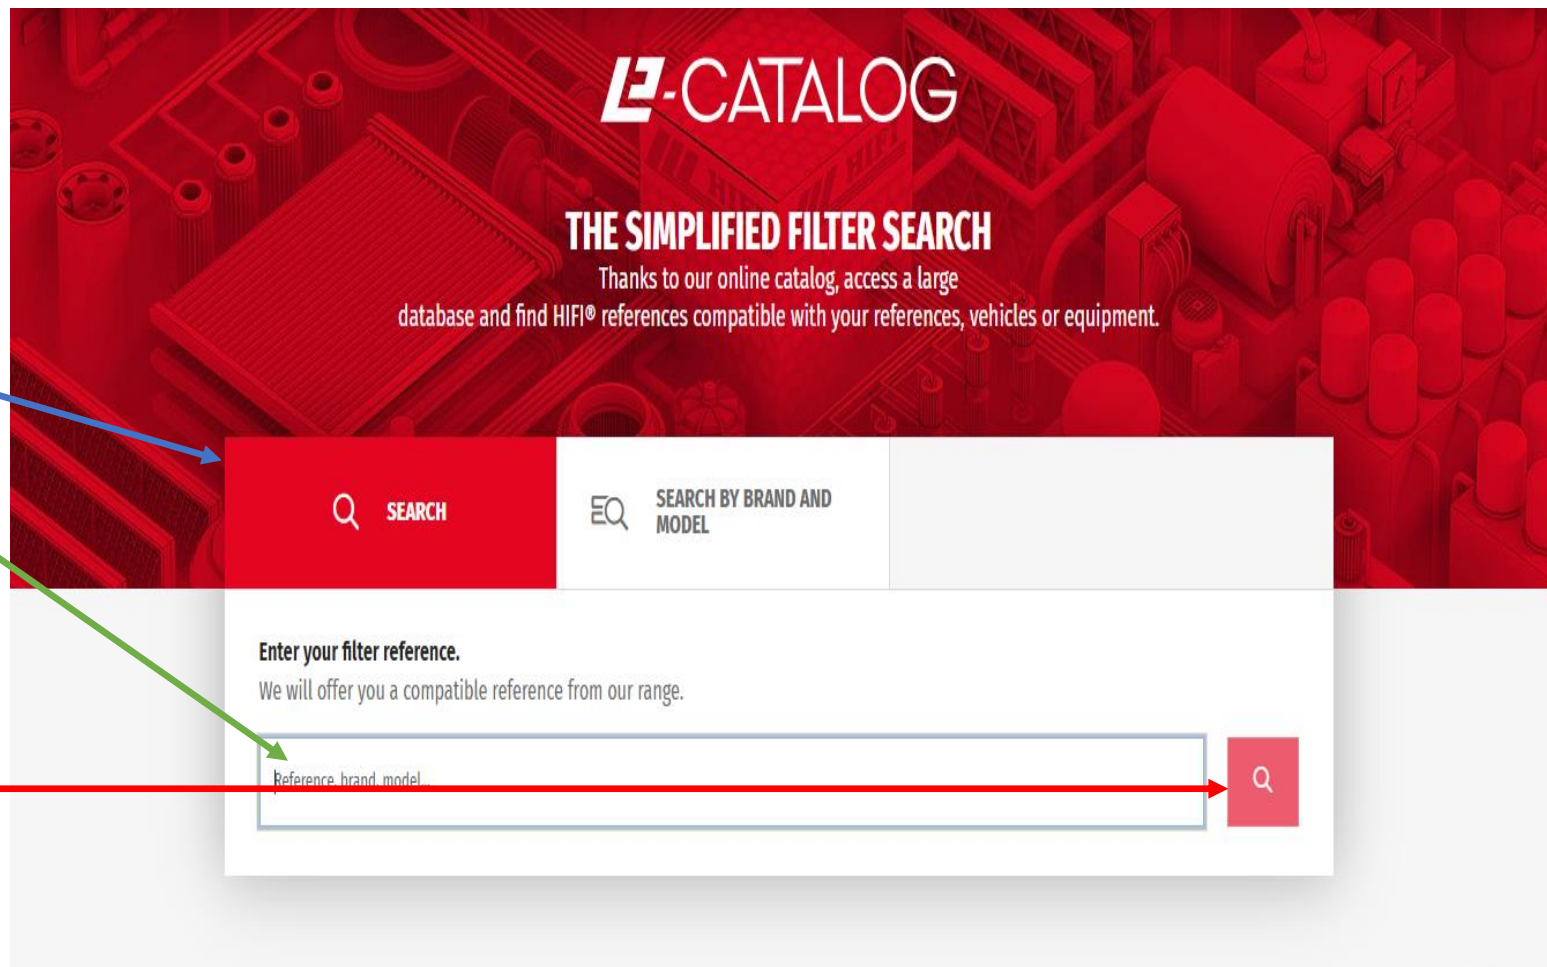 e-CATALOG
THE SIMPLIFIED FILTER SEARCH
Thanks to our online catalog, access a large
database and find HIFI® references compatible with your references, vehicles or equipment.
SEARCH
SEARCH BY BRAND AND
MODEL
Enter your filter reference.
We will offer you a compatible reference from our range.
Reference, brand, model...